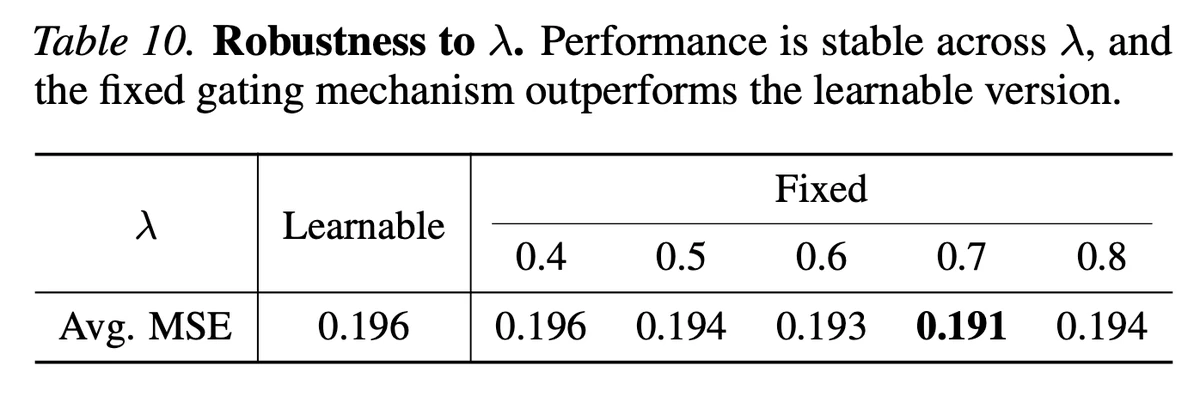 Table 10. Robustness to λ. Performance is stable across λ, and
the fixed gating mechanism outperforms the learnable version.
λ Learnable Fixed
0.4 0.5 0.6 0.7 0.8
Avg. MSE 0.196 0.196 0.194 0.193 0.191 0.194